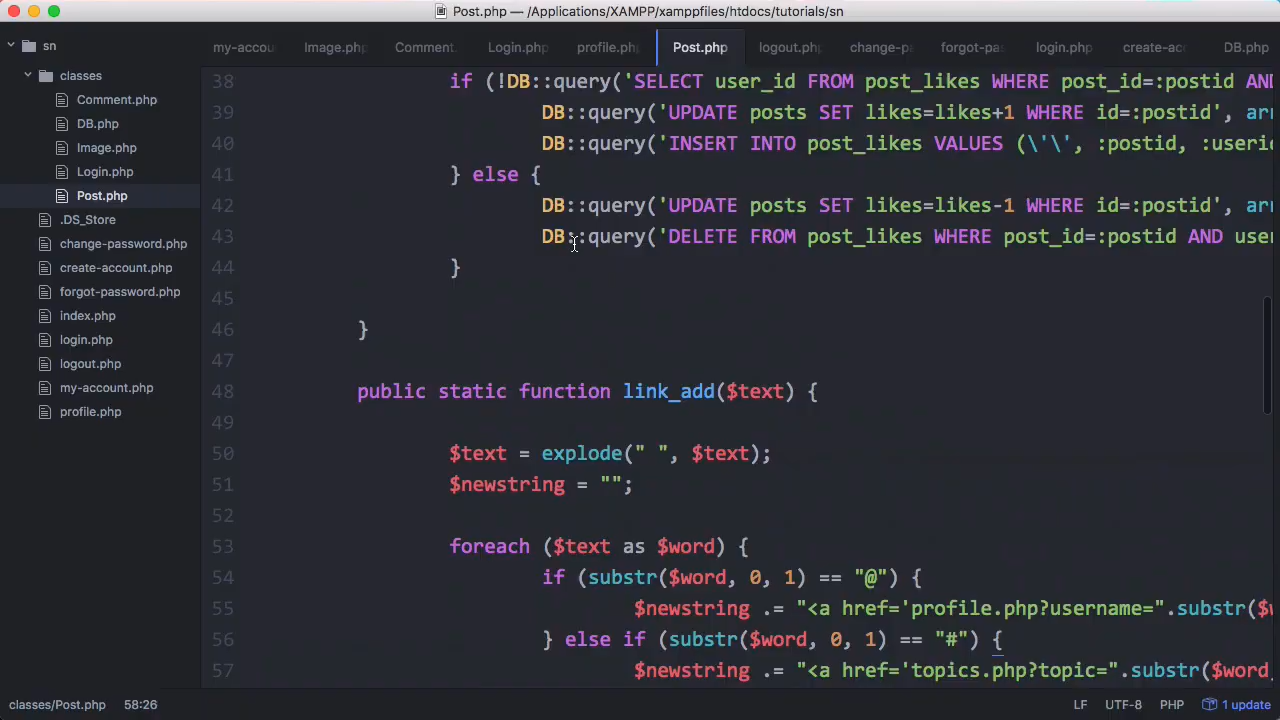 Post.php — /Applications/XAMPP/xamppfiles/htdocs/tutorials/sn
sn
classes
Comment.php
DB.php
Image.php
Login.php
Post.php
.DS_Store
change-password.php
create-account.php
forgot-password.php
index.php
login.php
logout.php
my-account.php
profile.php
my-accou Image.php Comment. Login.php profile.php Post.php logout.php change-p forgot-pa login.php create-ac DB.php
38 if (!DB::query('SELECT user_id FROM post_likes WHERE post_id=:postid AND
39 DB::query('UPDATE posts SET likes=likes+1 WHERE id=:postid', arr
40 DB::query('INSERT INTO post_likes VALUES (\'\', :postid, :useri
41 } else {
42 DB::query('UPDATE posts SET likes=likes-1 WHERE id=:postid', arr
43 DB::query('DELETE FROM post_likes WHERE post_id=:postid AND user
44 }
45
46 }
47
48 public static function link_add($text) {
49
50 $text = explode(" ", $text);
51 $newstring = "";
52
53 foreach ($text as $word) {
54 if (substr($word, 0, 1) == "@") {
55 $newstring .= "<a href='profile.php?username=".substr($w
56 } else if (substr($word, 0, 1) == "#") {
57 $newstring .= "<a href='topics.php?topic=".substr($word,
classes/Post.php 58:26 LF UTF-8 PHP 1 update